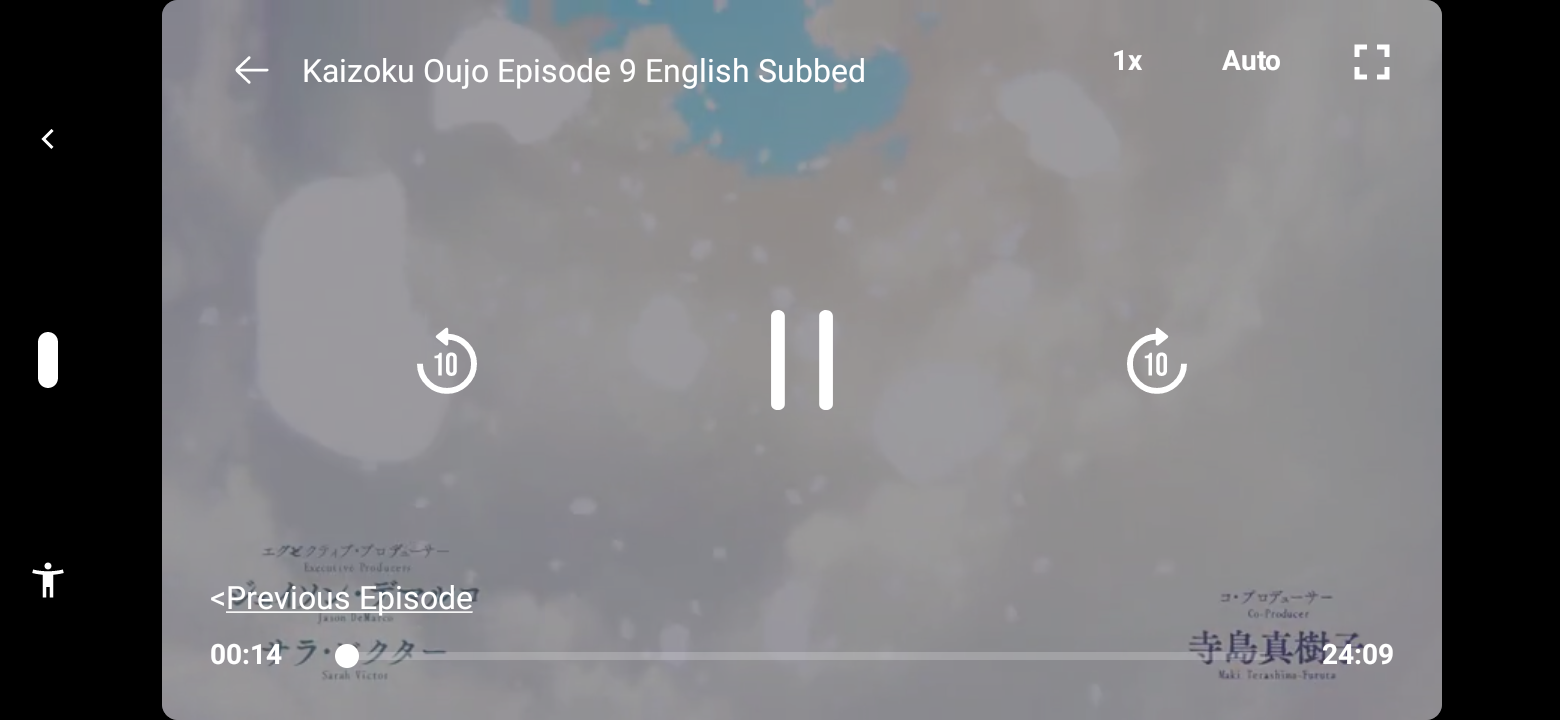 Kaizoku Oujo Episode 9 English Subbed
1x
Auto
10
10
エグゼクティブ・プロデューサー
Executive Producers
<Previous Episode
Jason DeMarco
サラ・ビクター
Sarah Victor
コ・プロデューサー
Co-Producer
寺島真樹子
Maki Terashima-Furuta
00:14
24:09